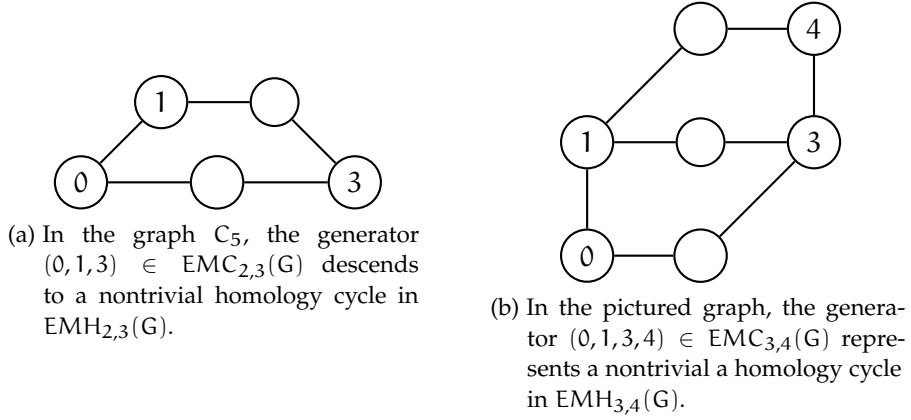 1
0
3
(a) In the graph C₅, the generator
(0, 1, 3) ∈ EMC₂,₃(G) descends
to a nontrivial homology cycle in
EMH₂,₃(G).
4
1
3
0
(b) In the pictured graph, the genera-
tor (0, 1, 3, 4) ∈ EMC₃,₄(G) repre-
sents a nontrivial a homology cycle
in EMH₃,₄(G).